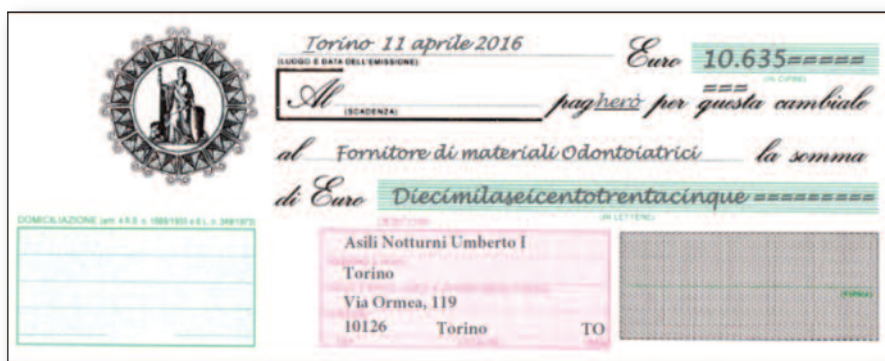 Torino 11 aprile 2016
Euro 10.635=====
===
(LUOGO E DATA DELL'EMISSIONE)
(IN CIFRE)
Al
(SCADENZA)
pagherò per questa cambiale
al Fornitore di materiali Odontoiatrici la somma
di Euro Diecimilaseicentotrentacinque =========
(IN LETTERE)
DOMICILIAZIONE
Asili Notturni Umberto I
Torino
Via Ormea, 119
10126 Torino TO
(FIRMA)